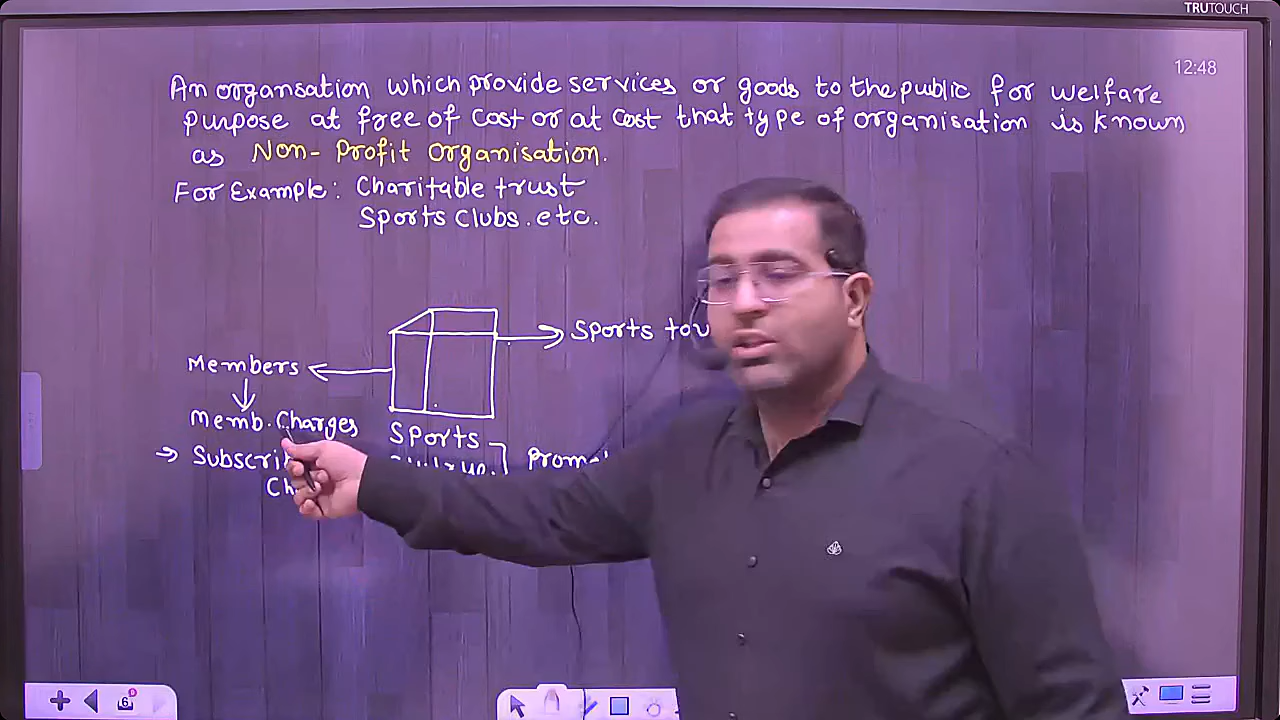 TRUTOUCH
12:48
An organsation which provide services or goods to the public for welfare
purpose at free of cost or at cost that type of organisation is known
as Non-Profit Organisation.
For Example: Charitable trust
Sports Clubs. etc.
Sports
Members
Memb. Charges
Sports